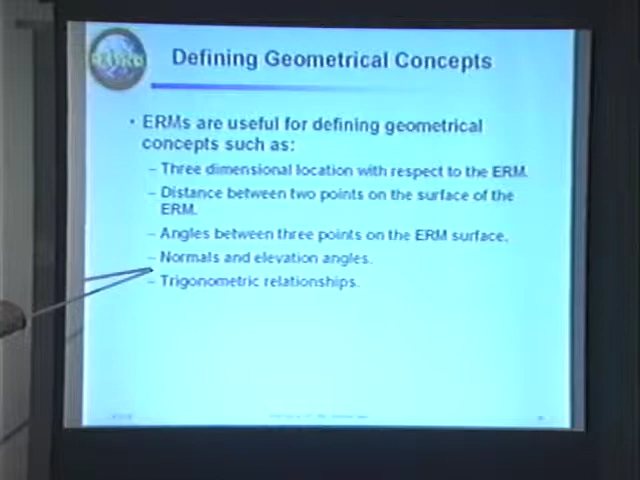 Defining Geometrical Concepts
• ERMs are useful for defining geometrical
concepts such as:
– Three dimensional location with respect to the ERM.
– Distance between two points on the surface of the
ERM.
– Angles between three points on the ERM surface.
– Normals and elevation angles.
– Trigonometric relationships.